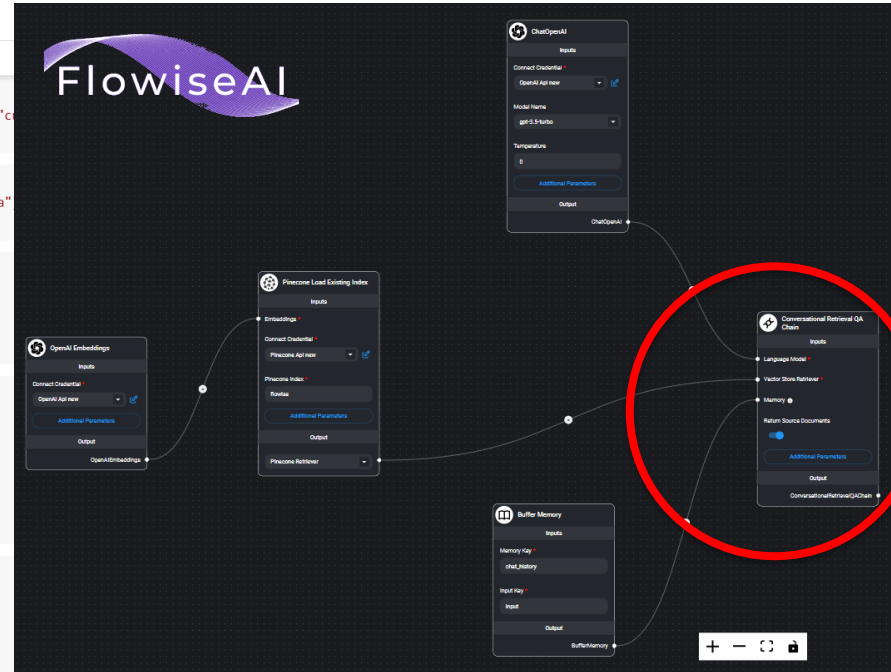 FlowiseAI
"c
a"
ChatOpenAI
Inputs
Connect Credential *
OpenAI Api new
Model Name
gpt-3.5-turbo
Temperature
0
Additional Parameters
Output
ChatOpenAI
Pinecone Load Existing Index
Inputs
Embeddings *
Connect Credential *
Pinecone Api new
Pinecone Index *
flowise
Additional Parameters
Output
Pinecone Retriever
OpenAI Embeddings
Inputs
Connect Credential *
OpenAI Api new
Additional Parameters
Output
OpenAIEmbeddings
Conversational Retrieval QA
Chain
Inputs
Language Model *
Vector Store Retriever *
Memory
Return Source Documents
Additional Parameters
Output
ConversationalRetrievalQAChain
Buffer Memory
Inputs
Memory Key *
chat_history
Input Key *
input
Output
BufferMemory